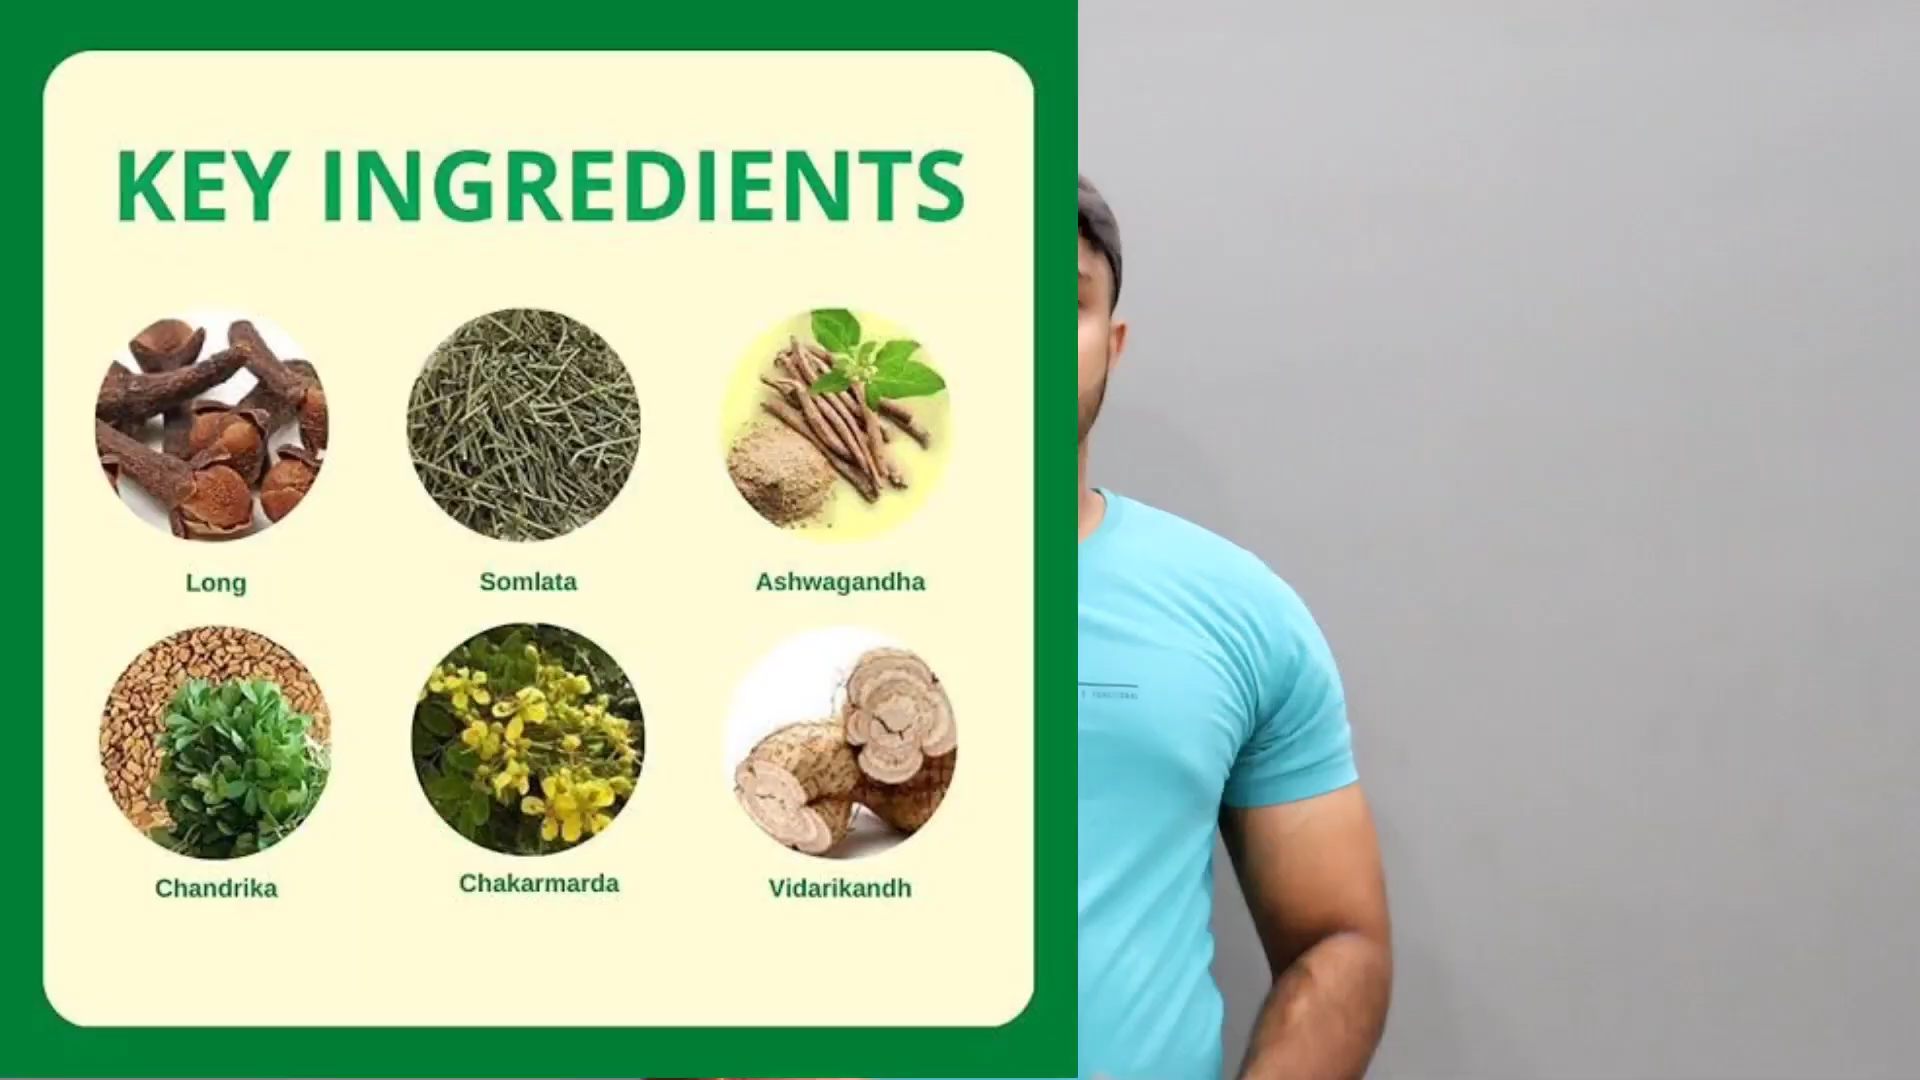 KEY INGREDIENTS
Long
Somlata
Ashwagandha
Chandrika
Chakarmarda
Vidarikandh